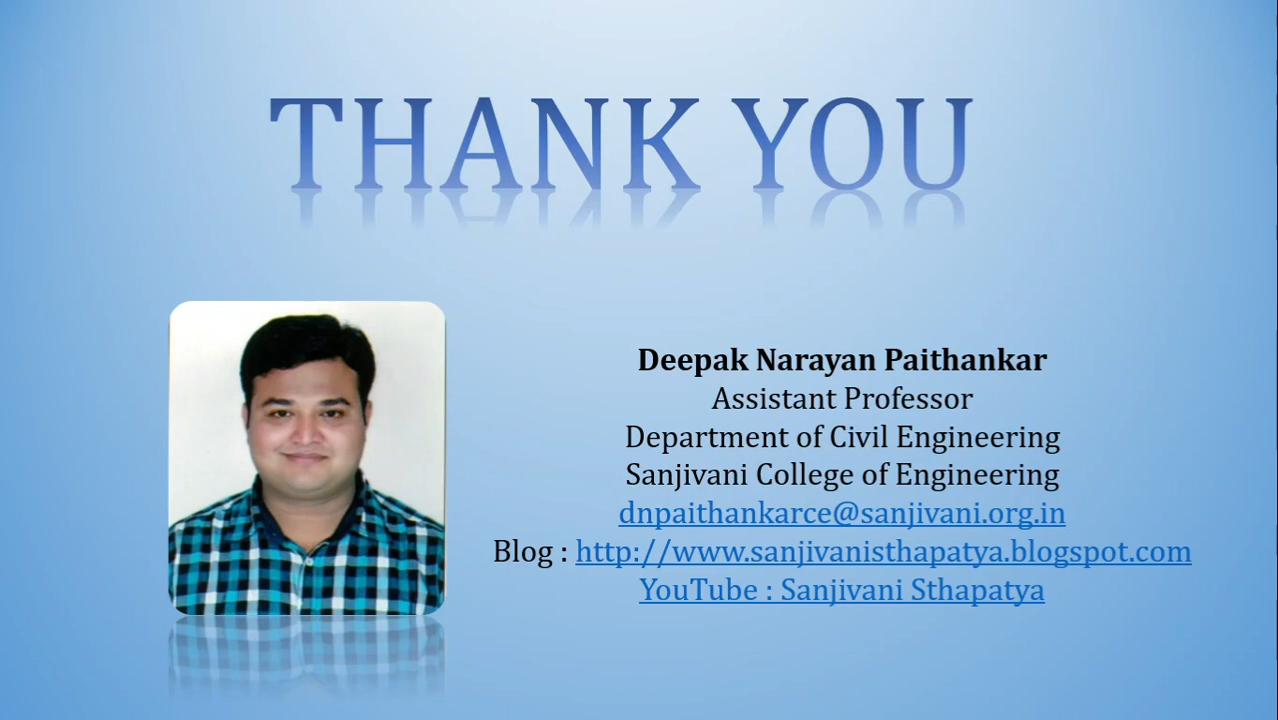 THANK YOU
Deepak Narayan Paithankar
Assistant Professor
Department of Civil Engineering
Sanjivani College of Engineering
dnpaithankarce@sanjivani.org.in
Blog : http://www.sanjivanisthapatya.blogspot.com
YouTube : Sanjivani Sthapatya